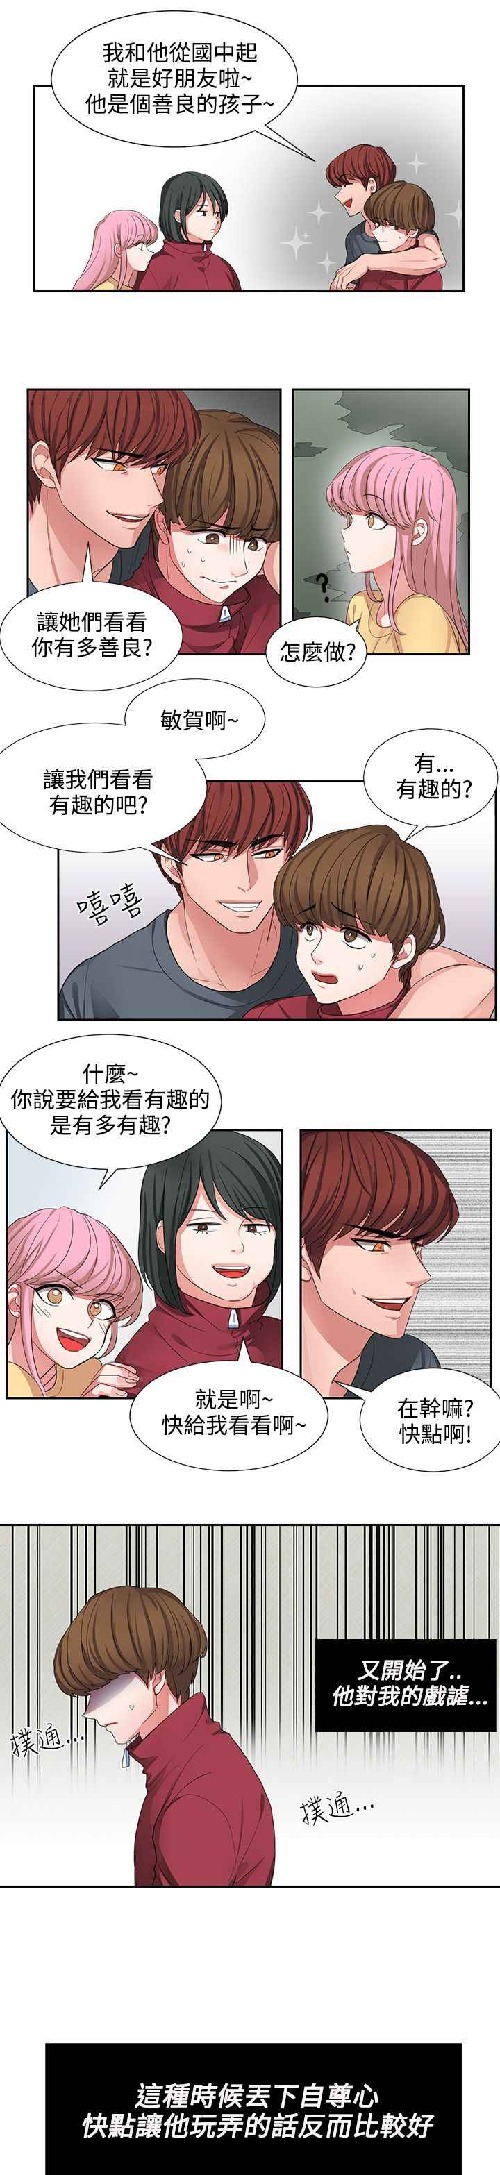 我和他從國中起
就是好朋友啦~
他是個善良的孩子~
讓她們看看
你有多善良?
?
怎麼做?
敏賀啊~
讓我們看看
有趣的吧?
有...
有趣的?
嘻嘻
什麼~
你說要給我看有趣的
是有多有趣?
就是啊~
快給我看看啊~
在幹嘛?
快點啊!
又開始了..
他對我的戲謔...
撲通...
撲通...
這種時候丟下自尊心
快點讓他玩弄的話反而比較好